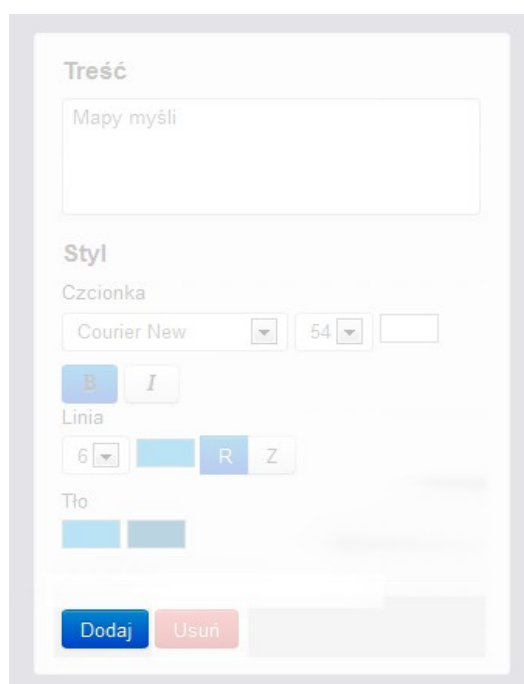 Treść
Mapy myśli
Styl
Czcionka
Courier New 54
B I
Linia
6 R Z
Tło
Dodaj Usuń